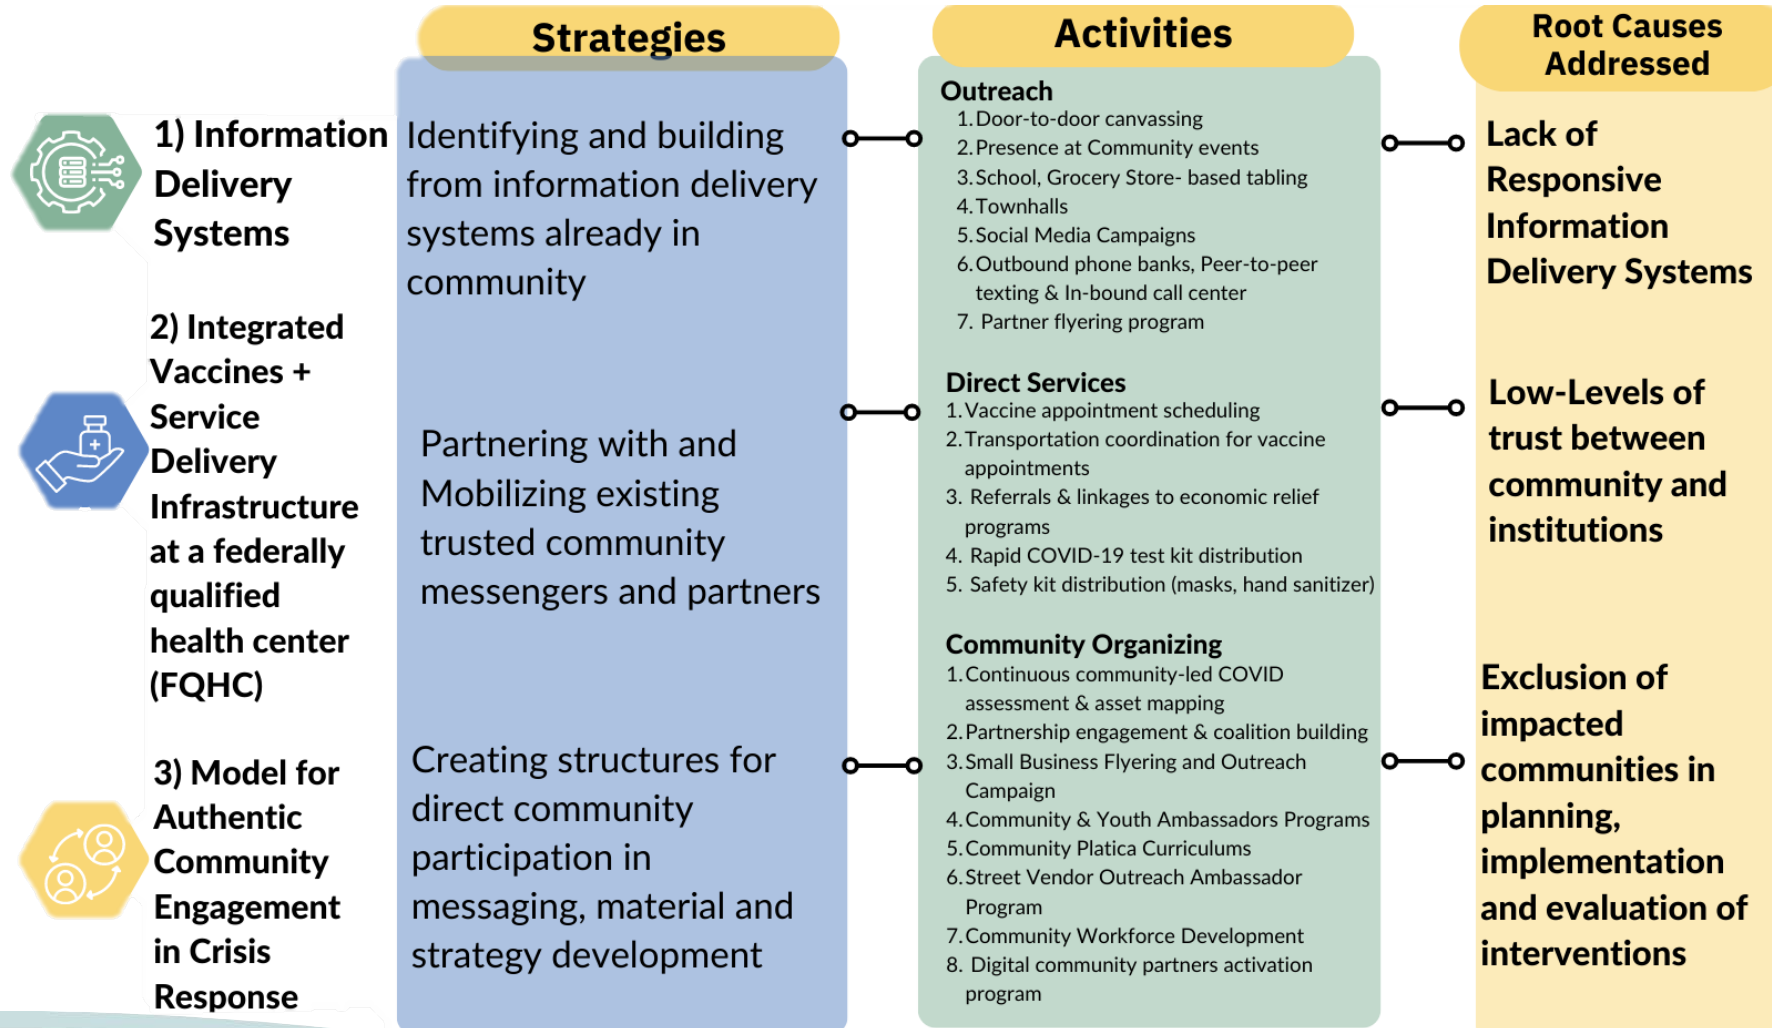 Strategies
Activities
Root Causes
Addressed
1) Information
Delivery
Systems
Identifying and building
from information delivery
systems already in
community
Outreach
1.Door-to-door canvassing
2.Presence at Community events
3.School, Grocery Store- based tabling
4.Townhalls
5.Social Media Campaigns
6.Outbound phone banks, Peer-to-peer
texting & In-bound call center
7. Partner flyering program
Lack of
Responsive
Information
Delivery Systems
2) Integrated
Vaccines +
Service
Delivery
Infrastructure
at a federally
qualified
health center
(FQHC)
Partnering with and
Mobilizing existing
trusted community
messengers and partners
Direct Services
1.Vaccine appointment scheduling
2.Transportation coordination for vaccine
appointments
3. Referrals & linkages to economic relief
programs
4. Rapid COVID-19 test kit distribution
5. Safety kit distribution (masks, hand sanitizer)
Low-Levels of
trust between
community and
institutions
3) Model for
Authentic
Community
Engagement
in Crisis
Response
Creating structures for
direct community
participation in
messaging, material and
strategy development
Community Organizing
1.Continuous community-led COVID
assessment & asset mapping
2.Partnership engagement & coalition building
3.Small Business Flyering and Outreach
Campaign
4.Community & Youth Ambassadors Programs
5.Community Platica Curriculums
6.Street Vendor Outreach Ambassador
Program
7.Community Workforce Development
8. Digital community partners activation
program
Exclusion of
impacted
communities in
planning,
implementation
and evaluation of
interventions